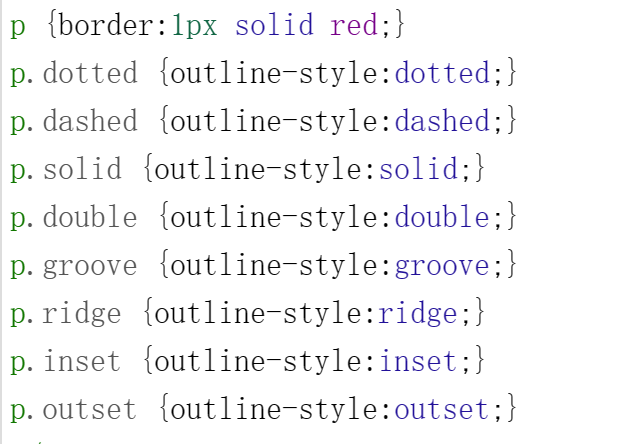 p {border:1px solid red;}
p.dotted {outline-style:dotted;}
p.dashed {outline-style:dashed;}
p.solid {outline-style:solid;}
p.double {outline-style:double;}
p.groove {outline-style:groove;}
p.ridge {outline-style:ridge;}
p.inset {outline-style:inset;}
p.outset {outline-style:outset;}